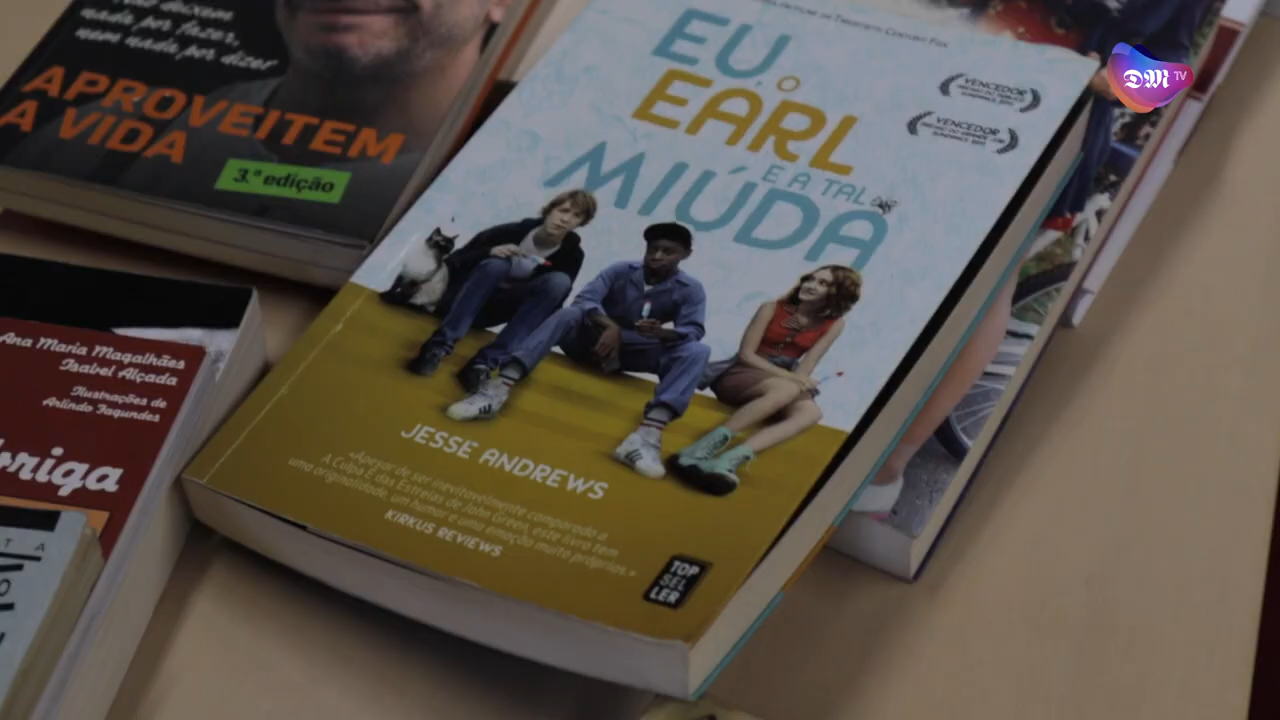 nada por fazer,
nem nada por dizer
APROVEITEM
A VIDA
3.ª edição
EU, O
EARL
E A TAL
MIÚDA
VENCEDOR
VENCEDOR
JESSE ANDREWS
«Apesar de ser inevitavelmente comparado a
A Culpa É das Estrelas de John Green, este livro tem
uma originalidade, um humor e uma emoção muito próprios.»
KIRKUS REVIEWS
TOP
SEL
LER
DM TV
Ana Maria Magalhães
Isabel Alçada
Ilustrações de
Arlindo Fagundes
briga
T A